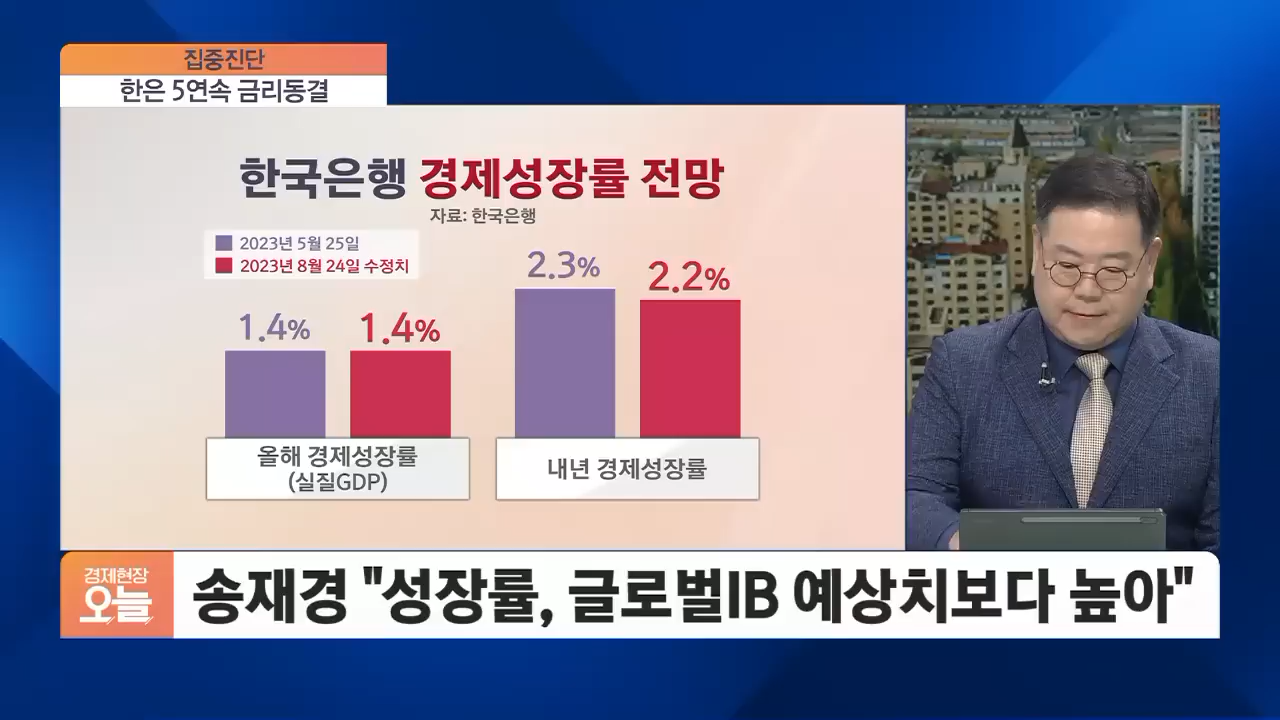 집중진단
한은 5연속 금리동결
한국은행 경제성장률 전망
자료: 한국은행
2023년 5월 25일
2023년 8월 24일 수정치
1.4%
1.4%
2.3%
2.2%
올해 경제성장률
(실질GDP)
내년 경제성장률
경제현장
오늘
송재경 "성장률, 글로벌IB 예상치보다 높아"